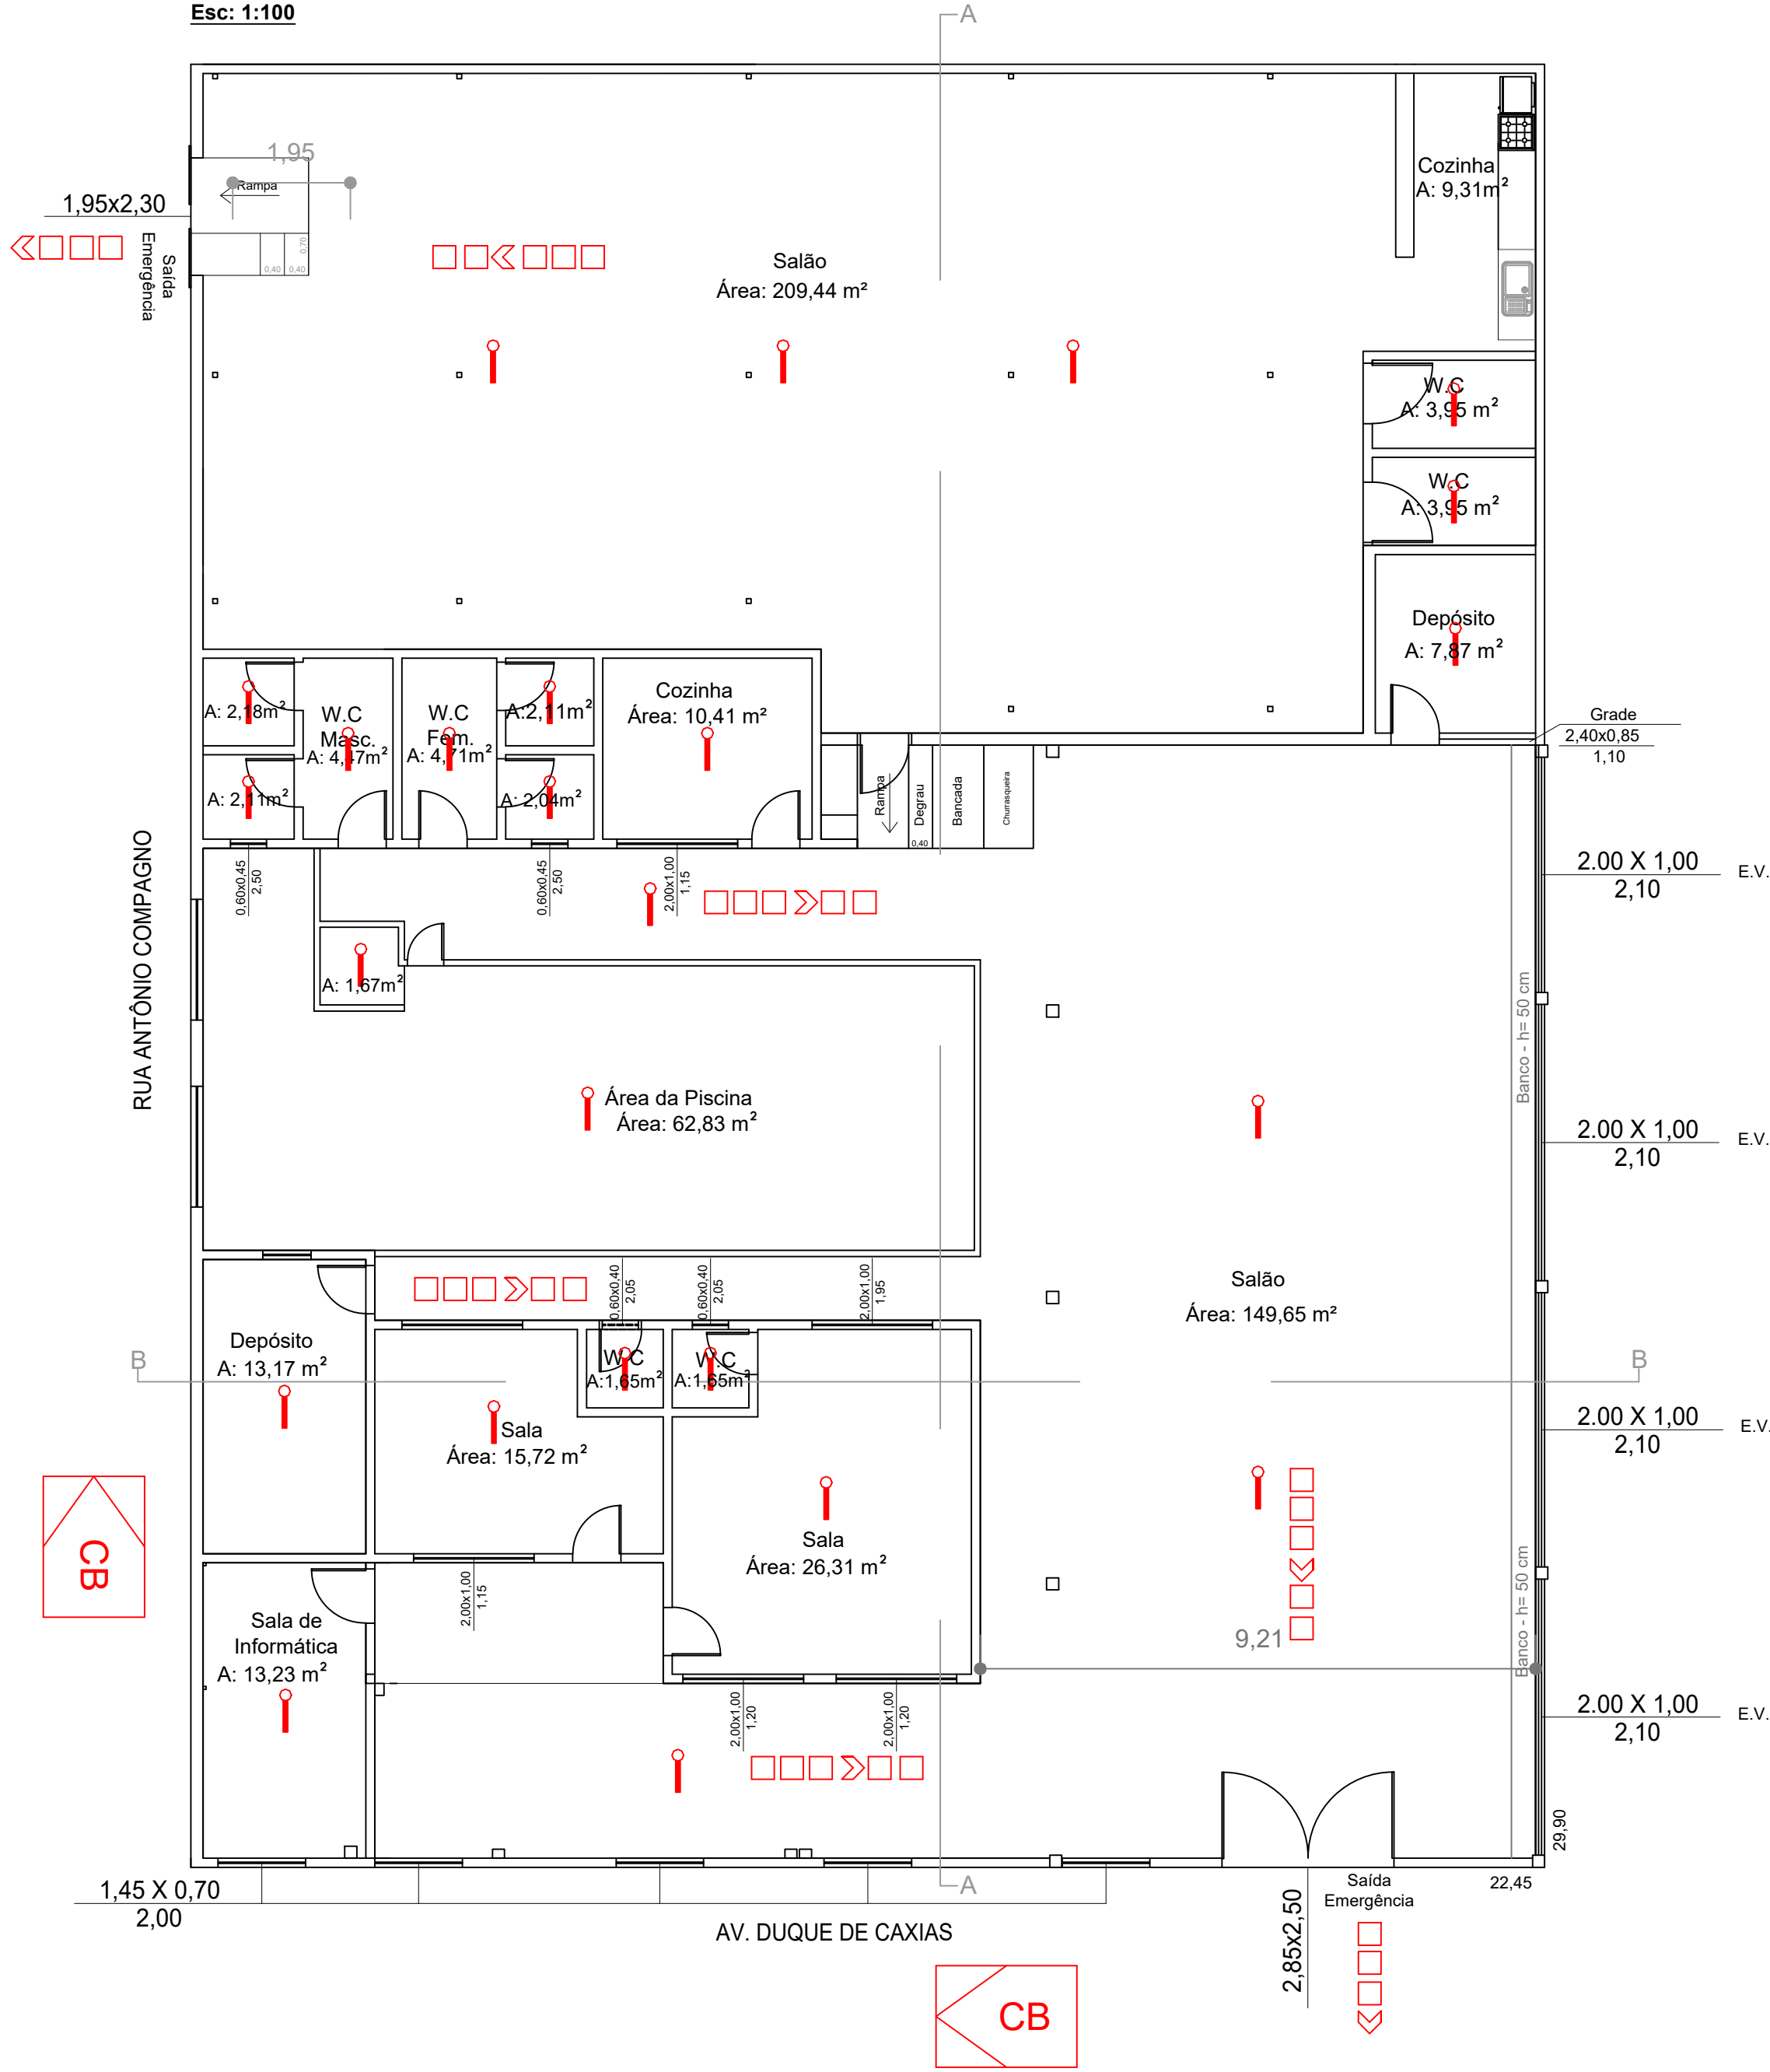 Esc: 1:100
A
1,95
Rampa
1,95x2,30
Saída
Emergência
0,70
0,40
0,40
Salão
Área: 209,44 m²
Cozinha
A: 9,31m²
W.C
A: 3,95 m²
W.C
A: 3,95 m²
Depósito
A: 7,87 m²
Grade
2,40x0,85
1,10
A: 2,18m²
W.C
Masc.
A: 4,47m²
W.C
Fem.
A: 4,71m²
A:2,11m²
Cozinha
Área: 10,41 m²
A: 2,11m²
A: 2,04m²
Rampa
Degrau
0,40
Bancada
Churrasqueira
0,60x0,45
2,50
0,60x0,45
2,50
2,00x1,00
1,15
RUA ANTÔNIO COMPAGNO
A: 1,67m²
2.00 X 1,00
2,10
E.V.
Banco - h= 50 cm
Área da Piscina
Área: 62,83 m²
2.00 X 1,00
2,10
E.V.
0,60x0,40
2,05
0,60x0,40
2,05
2,00x1,00
1,95
Salão
Área: 149,65 m²
Depósito
A: 13,17 m²
B
W.C
A:1,65m²
W.C
A:1,65m²
B
Sala
Área: 15,72 m²
2.00 X 1,00
2,10
E.V.
CB
Sala
Área: 26,31 m²
2,00x1,00
1,15
Banco - h= 50 cm
Sala de
Informática
A: 13,23 m²
9,21
2,00x1,00
1,20
2,00x1,00
1,20
2.00 X 1,00
2,10
E.V.
29,90
22,45
1,45 X 0,70
2,00
A
Saída
Emergência
2,85x2,50
AV. DUQUE DE CAXIAS
CB